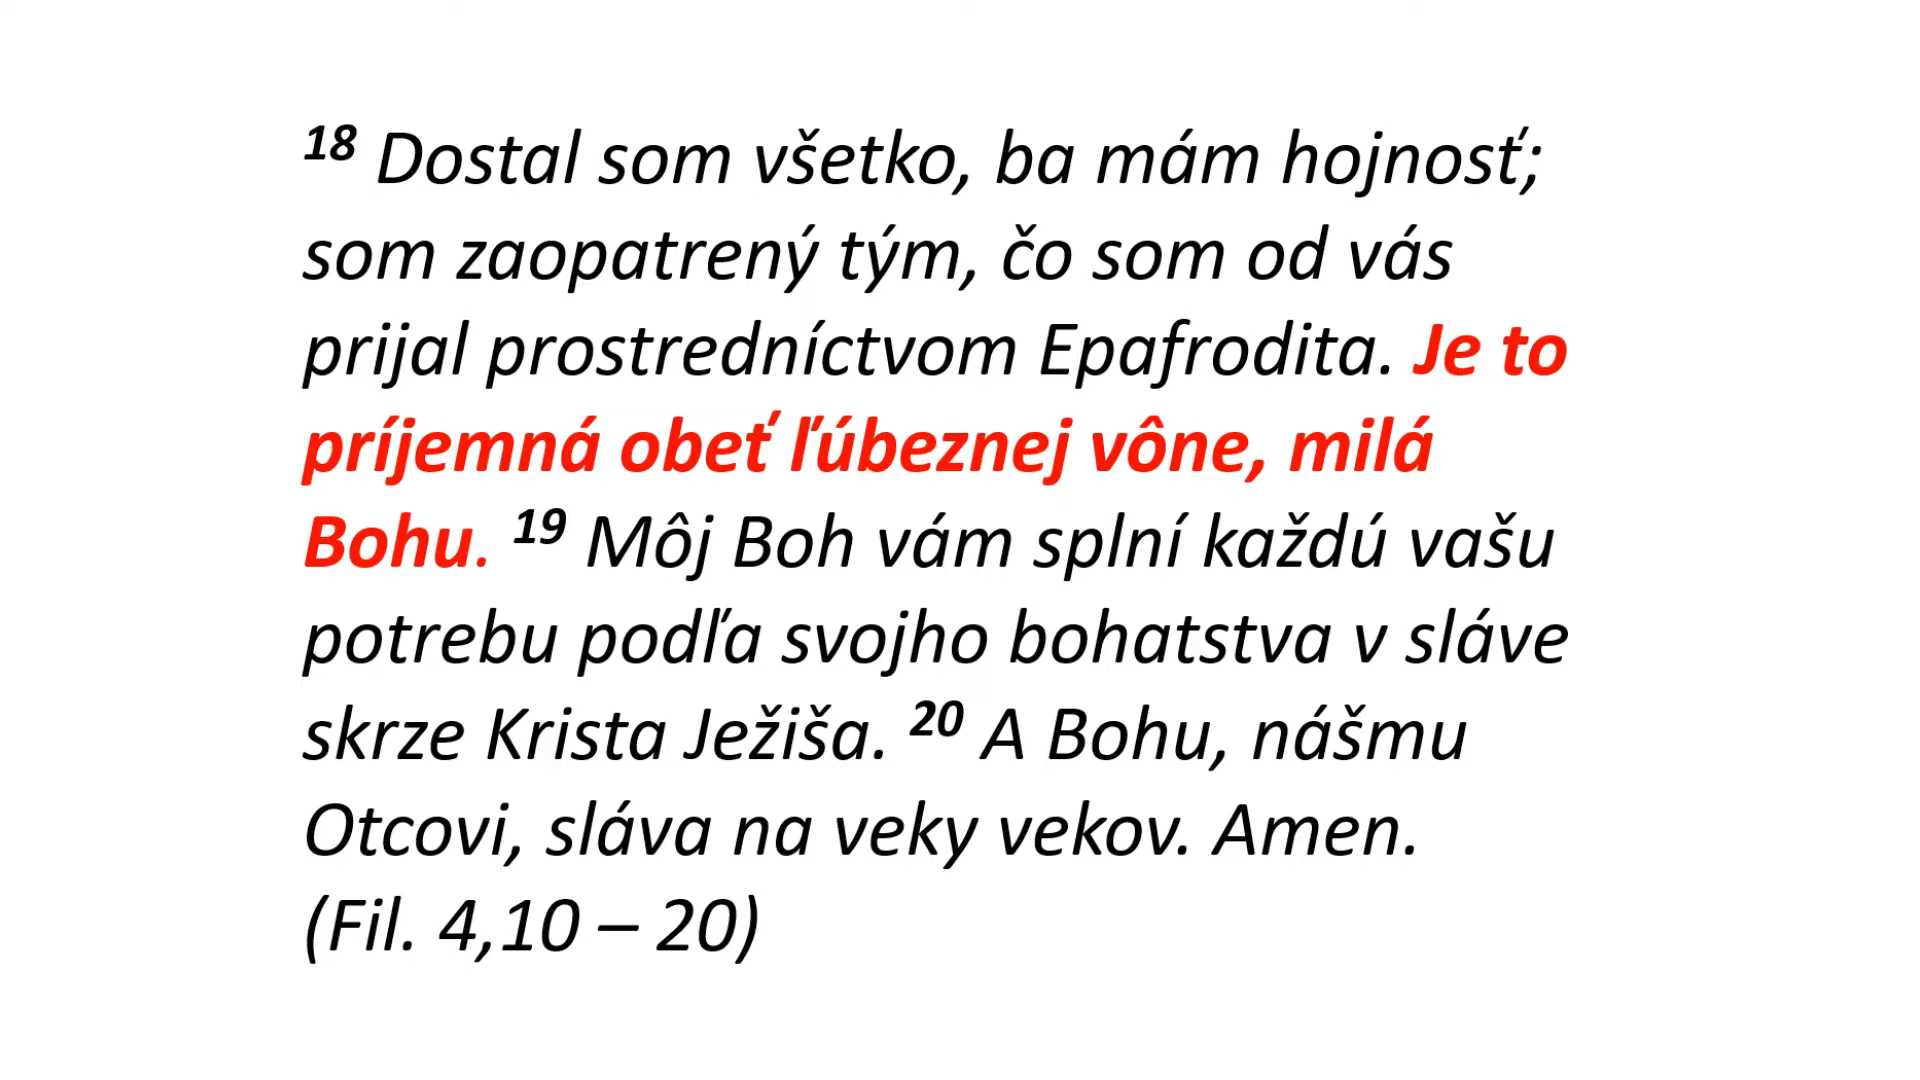 18 Dostal som všetko, ba mám hojnosť;
som zaopatrený tým, čo som od vás
prijal prostredníctvom Epafrodita. Je to
príjemná obeť ľúbeznej vône, milá
Bohu. 19 Môj Boh vám splní každú vašu
potrebu podľa svojho bohatstva v sláve
skrze Krista Ježiša. 20 A Bohu, nášmu
Otcovi, sláva na veky vekov. Amen.
(Fil. 4,10 – 20)